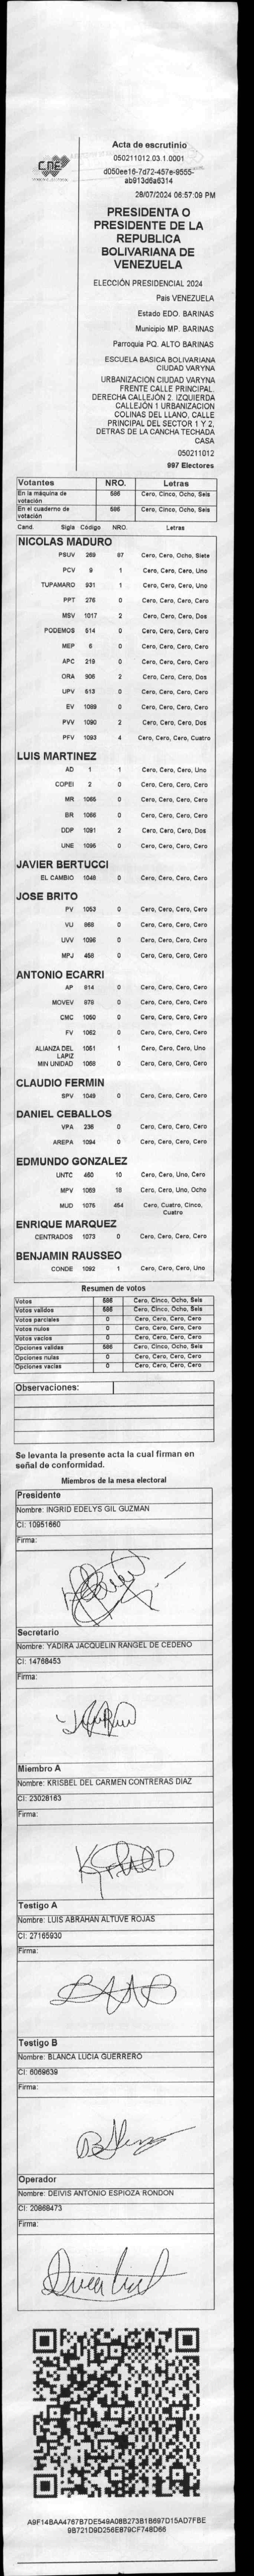 CNE
Acta de escrutinio
050211012.03.1.0001
d050ee16-7d72-457e-9555-
ab913d6a6314
28/07/2024 06:57:09 PM
PRESIDENTA O
PRESIDENTE DE LA
REPUBLICA
BOLIVARIANA DE
VENEZUELA
ELECCIÓN PRESIDENCIAL 2024
País VENEZUELA
Estado EDO. BARINAS
Municipio MP. BARINAS
Parroquia PQ. ALTO BARINAS
ESCUELA BASICA BOLIVARIANA
CIUDAD VARYNA
URBANIZACION CIUDAD VARYNA
FRENTE CALLE PRINCIPAL.
DERECHA CALLEJÓN 2. IZQUIERDA
CALLEJÓN 1 URBANIZACION
COLINAS DEL LLANO. CALLE
PRINCIPAL DEL SECTOR 1 Y 2,
DETRAS DE LA CANCHA TECHADA
CASA
050211012
997 Electores
Votantes NRO. Letras
En la máquina de votación 586 Cero, Cinco, Ocho, Seis
En el cuaderno de votación 586 Cero, Cinco, Ocho, Seis
Cand. Sigla Código NRO. Letras
NICOLAS MADURO
PSUV 269 87 Cero, Cero, Ocho, Siete
PCV 9 1 Cero, Cero, Cero, Uno
TUPAMARO 931 1 Cero, Cero, Cero, Uno
PPT 276 0 Cero, Cero, Cero, Cero
MSV 1017 2 Cero, Cero, Cero, Dos
PODEMOS 514 0 Cero, Cero, Cero, Cero
MEP 6 0 Cero, Cero, Cero, Cero
APC 219 0 Cero, Cero, Cero, Cero
ORA 906 2 Cero, Cero, Cero, Dos
UPV 513 0 Cero, Cero, Cero, Cero
EV 1089 0 Cero, Cero, Cero, Cero
PVV 1090 2 Cero, Cero, Cero, Dos
PFV 1093 4 Cero, Cero, Cero, Cuatro
LUIS MARTINEZ
AD 1 1 Cero, Cero, Cero, Uno
COPEI 2 0 Cero, Cero, Cero, Cero
MR 1065 0 Cero, Cero, Cero, Cero
BR 1066 0 Cero, Cero, Cero, Cero
DDP 1091 2 Cero, Cero, Cero, Dos
UNE 1095 0 Cero, Cero, Cero, Cero
JAVIER BERTUCCI
EL CAMBIO 1048 0 Cero, Cero, Cero, Cero
JOSE BRITO
PV 1053 0 Cero, Cero, Cero, Cero
VU 868 0 Cero, Cero, Cero, Cero
UVV 1096 0 Cero, Cero, Cero, Cero
MPJ 458 0 Cero, Cero, Cero, Cero
ANTONIO ECARRI
AP 814 0 Cero, Cero, Cero, Cero
MOVEV 879 0 Cero, Cero, Cero, Cero
CMC 1050 0 Cero, Cero, Cero, Cero
FV 1062 0 Cero, Cero, Cero, Cero
ALIANZA DEL LAPIZ 1051 1 Cero, Cero, Cero, Uno
MIN UNIDAD 1068 0 Cero, Cero, Cero, Cero
CLAUDIO FERMIN
SPV 1049 0 Cero, Cero, Cero, Cero
DANIEL CEBALLOS
VPA 236 0 Cero, Cero, Cero, Cero
AREPA 1094 0 Cero, Cero, Cero, Cero
EDMUNDO GONZALEZ
UNTC 460 10 Cero, Cero, Uno, Cero
MPV 1069 18 Cero, Cero, Uno, Ocho
MUD 1075 454 Cero, Cuatro, Cinco, Cuatro
ENRIQUE MARQUEZ
CENTRADOS 1073 0 Cero, Cero, Cero, Cero
BENJAMIN RAUSSEO
CONDE 1092 1 Cero, Cero, Cero, Uno
Resumen de votos
Votos 586 Cero, Cinco, Ocho, Seis
Votos validos 586 Cero, Cinco, Ocho, Seis
Votos parciales 0 Cero, Cero, Cero, Cero
Votos nulos 0 Cero, Cero, Cero, Cero
Votos vacios 0 Cero, Cero, Cero, Cero
Opciones validas 586 Cero, Cinco, Ocho, Seis
Opciones nulas 0 Cero, Cero, Cero, Cero
Opciones vacias 0 Cero, Cero, Cero, Cero
Observaciones:
Se levanta la presente acta la cual firman en
señal de conformidad.
Miembros de la mesa electoral
Presidente
Nombre: INGRID EDELYS GIL GUZMAN
CI: 10951660
Firma:
Secretario
Nombre: YADIRA JACQUELIN RANGEL DE CEDENO
CI: 14768453
Firma:
Miembro A
Nombre: KRISBEL DEL CARMEN CONTRERAS DIAZ
CI: 23028163
Firma:
Testigo A
Nombre: LUIS ABRAHAN ALTUVE ROJAS
CI: 27165930
Firma:
Testigo B
Nombre: BLANCA LUCIA GUERRERO
CI: 6069639
Firma:
Operador
Nombre: DEIVIS ANTONIO ESPIOZA RONDON
CI: 20868473
Firma:
A9F14BAA4767B7DE549A08B273B1B697D15AD7FBE
9B721D9D256E879CF748D66